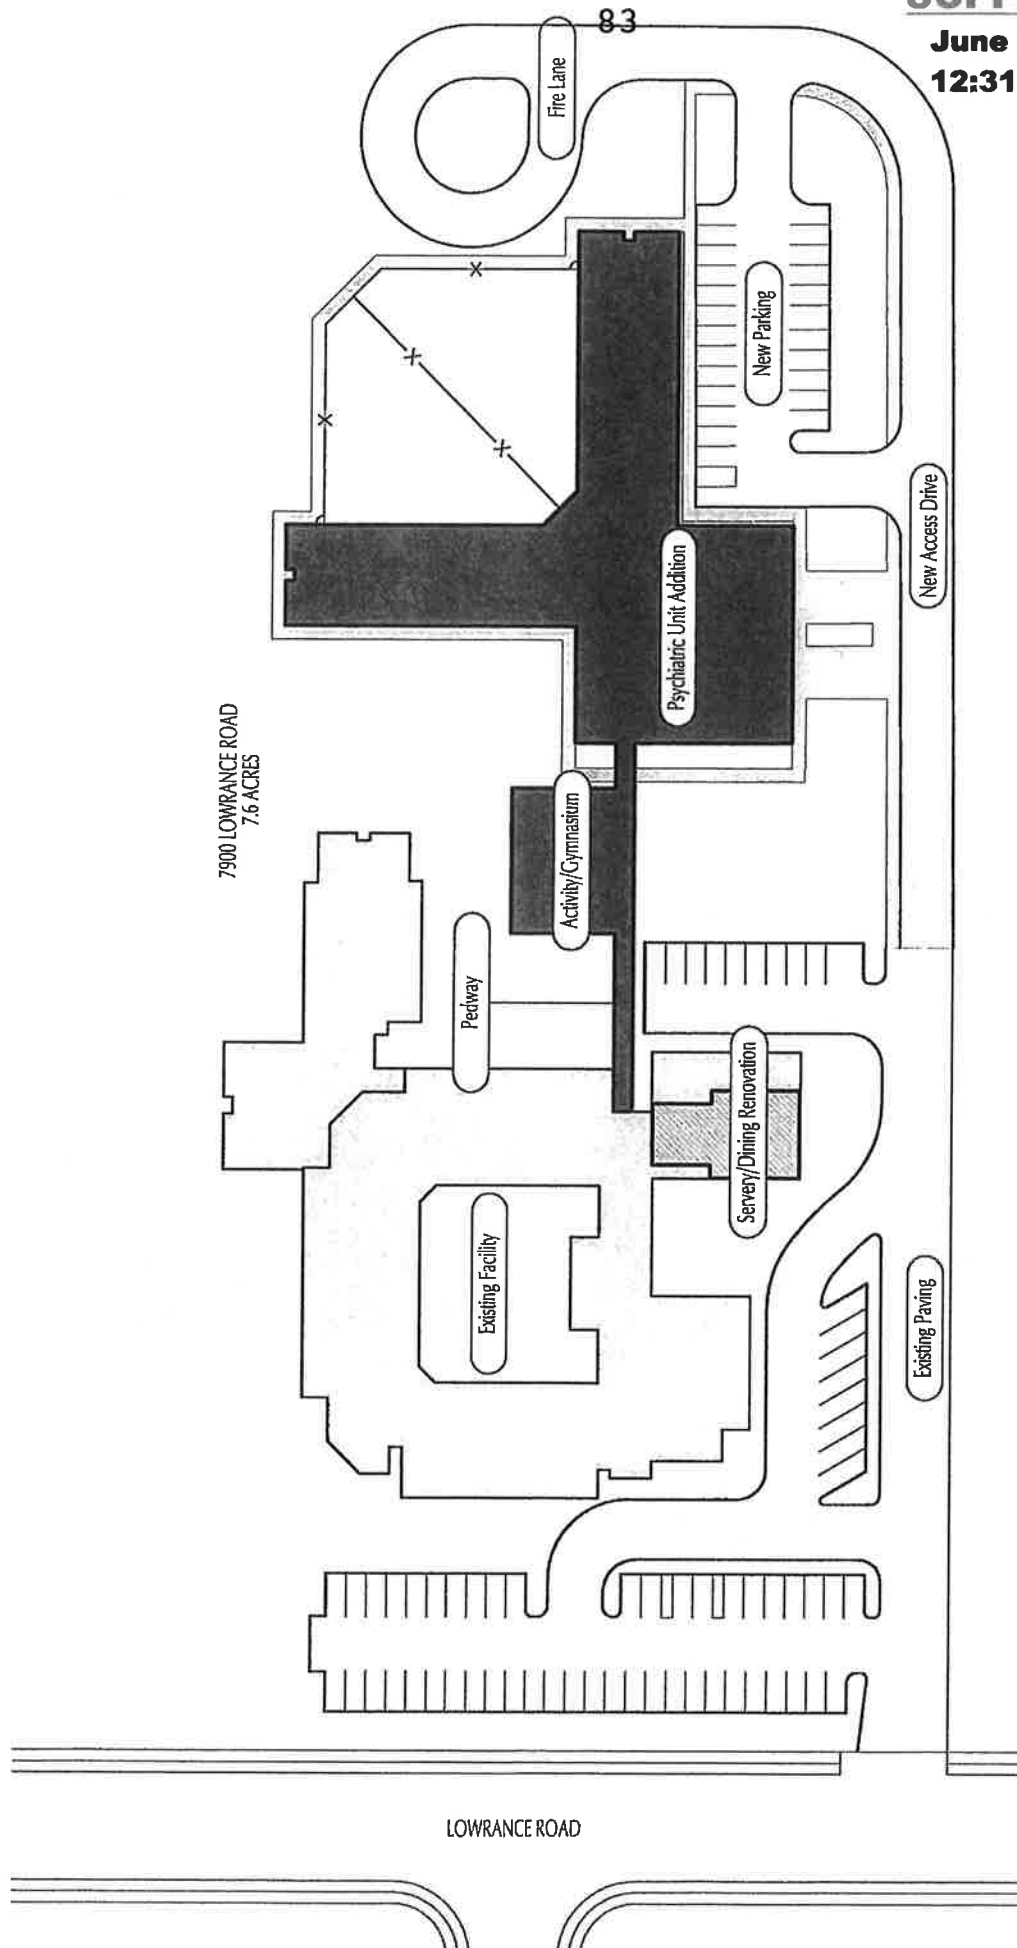 83
June
12:31
Fire Lane
New Parking
New Access Drive
Psychiatric Unit Addition
7900 LOWRANCE ROAD
7.6 ACRES
Activity/Gymnasium
Pedway
Servery/Dining Renovation
Existing Facility
Existing Paving
LOWRANCE ROAD